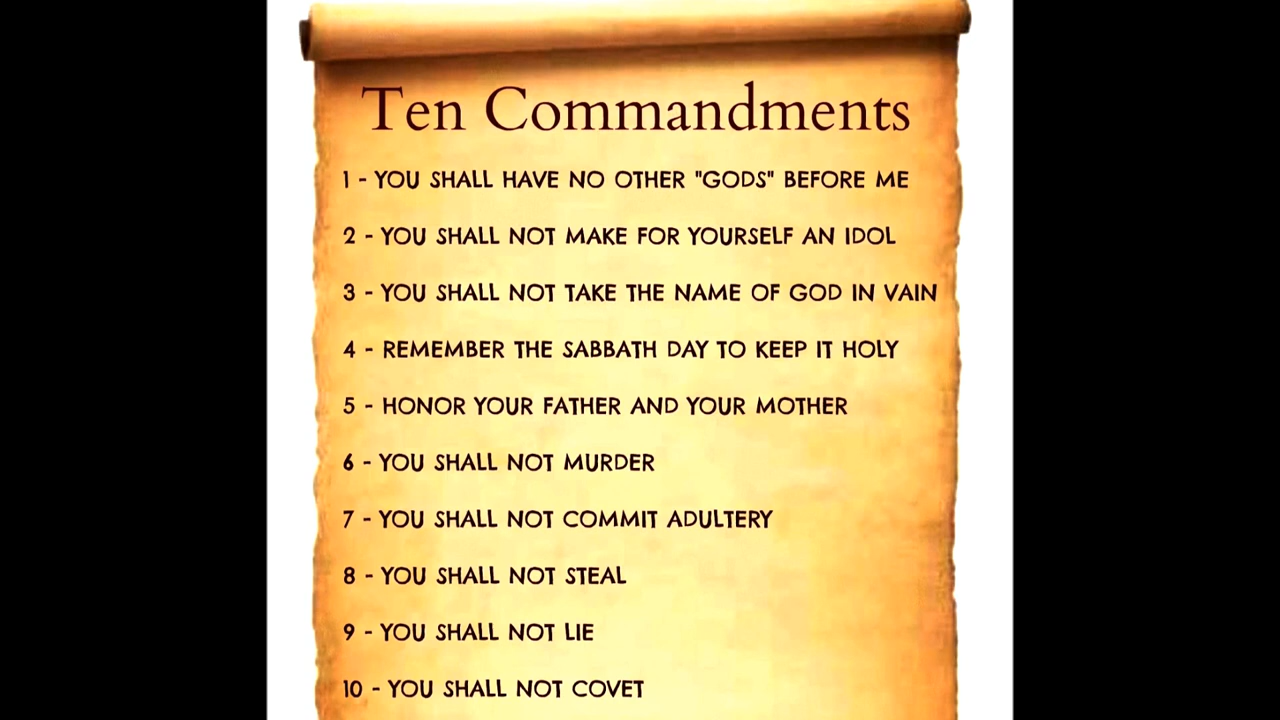 Ten Commandments
1 - YOU SHALL HAVE NO OTHER "GODS" BEFORE ME
2 - YOU SHALL NOT MAKE FOR YOURSELF AN IDOL
3 - YOU SHALL NOT TAKE THE NAME OF GOD IN VAIN
4 - REMEMBER THE SABBATH DAY TO KEEP IT HOLY
5 - HONOR YOUR FATHER AND YOUR MOTHER
6 - YOU SHALL NOT MURDER
7 - YOU SHALL NOT COMMIT ADULTERY
8 - YOU SHALL NOT STEAL
9 - YOU SHALL NOT LIE
10 - YOU SHALL NOT COVET